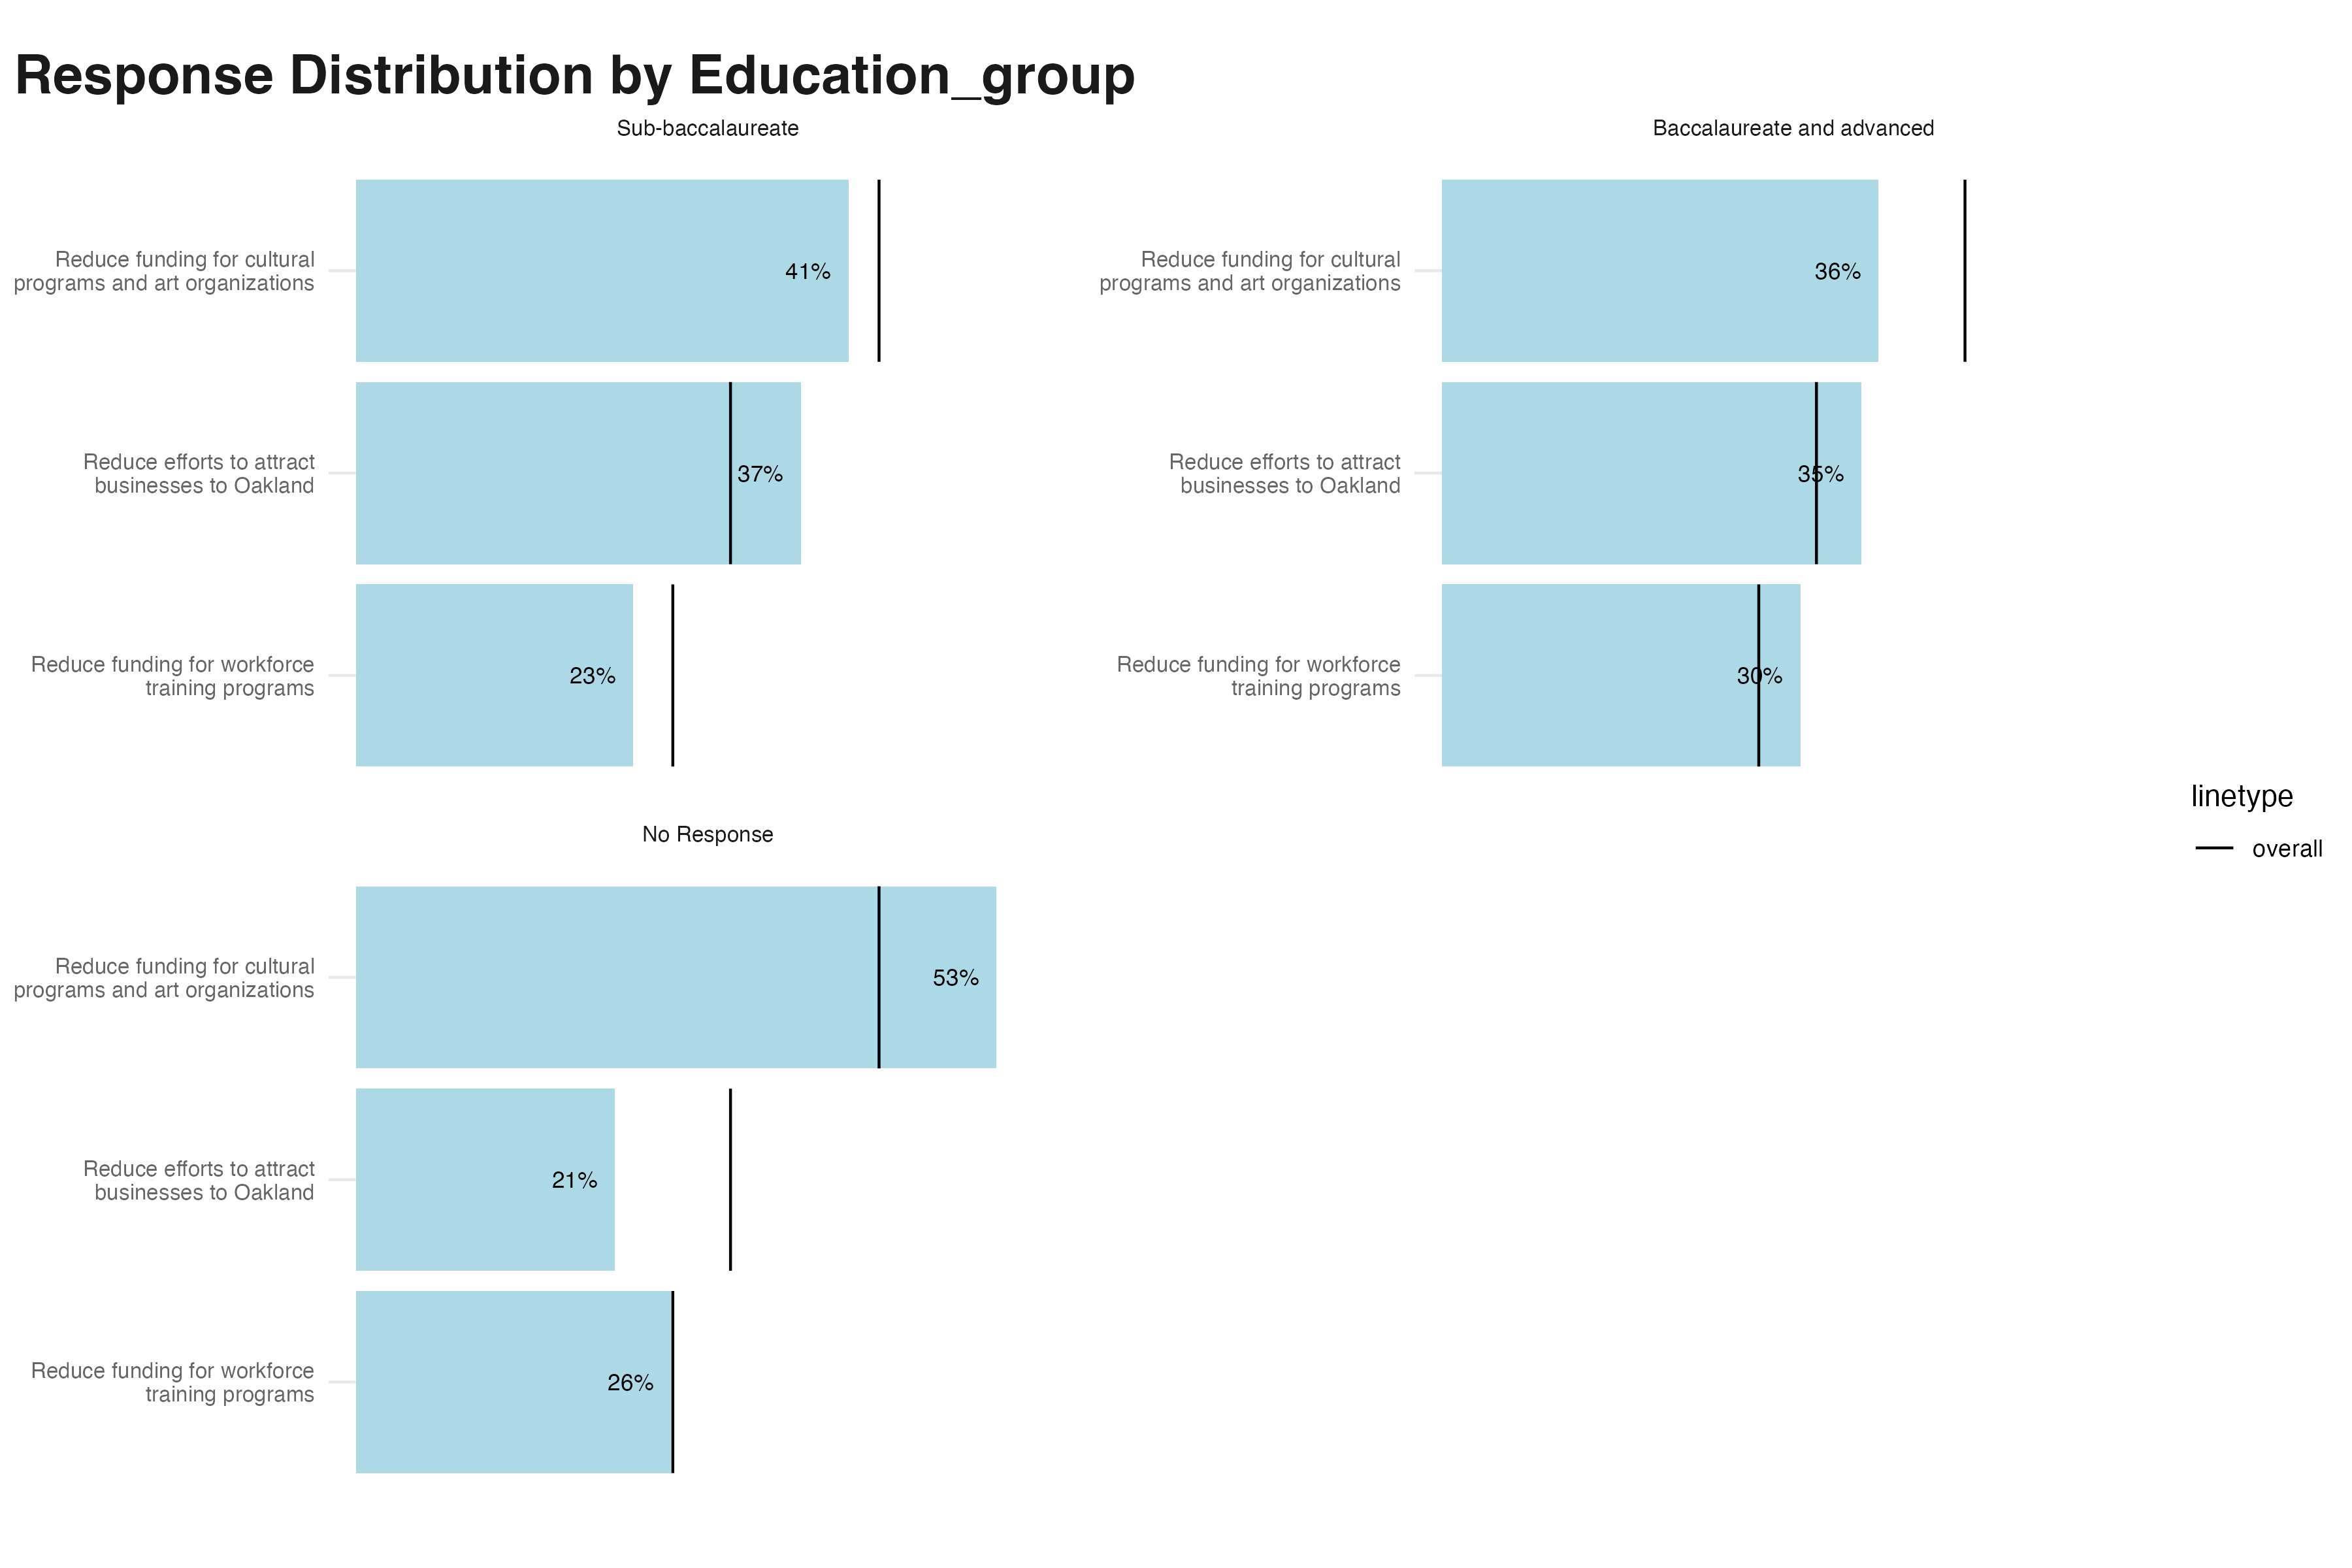 Response Distribution by Education_group
Sub-baccalaureate
Reduce funding for cultural
programs and art organizations
41%
Reduce efforts to attract
businesses to Oakland
37%
Reduce funding for workforce
training programs
23%
Baccalaureate and advanced
Reduce funding for cultural
programs and art organizations
36%
Reduce efforts to attract
businesses to Oakland
35%
Reduce funding for workforce
training programs
30%
No Response
Reduce funding for cultural
programs and art organizations
53%
Reduce efforts to attract
businesses to Oakland
21%
Reduce funding for workforce
training programs
26%
linetype
overall